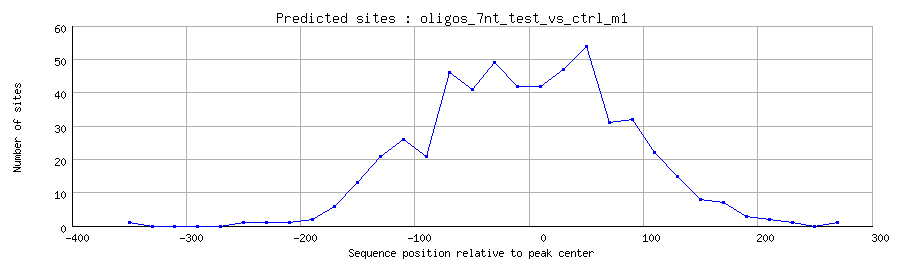 Predicted sites : oligos_7nt_test_vs_ctrl_m1
60
50
40
30
20
10
0
Number of sites
-400 -300 -200 -100 0 100 200 300
Sequence position relative to peak center